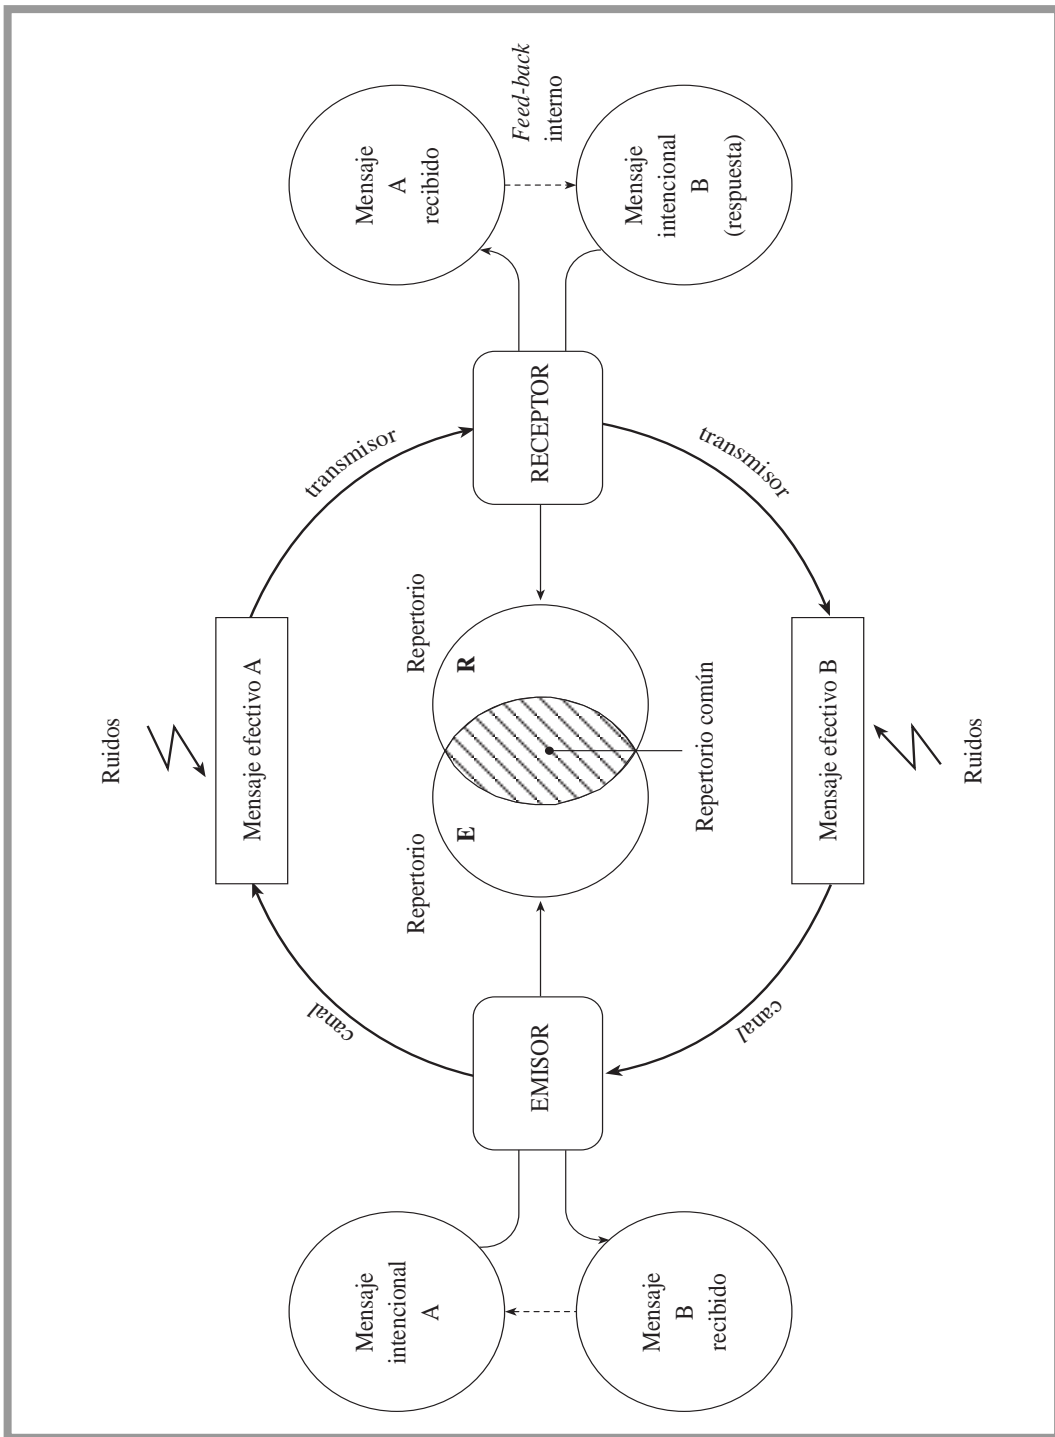 Ruidos
Mensaje efectivo A
canal
transmisor
Mensaje
intencional
A
Mensaje
A
recibido
Feed-back
interno
Repertorio
Repertorio
E
R
EMISOR
RECEPTOR
Repertorio común
Mensaje
B
recibido
Mensaje
intencional
B
(respuesta)
canal
transmisor
Mensaje efectivo B
Ruidos